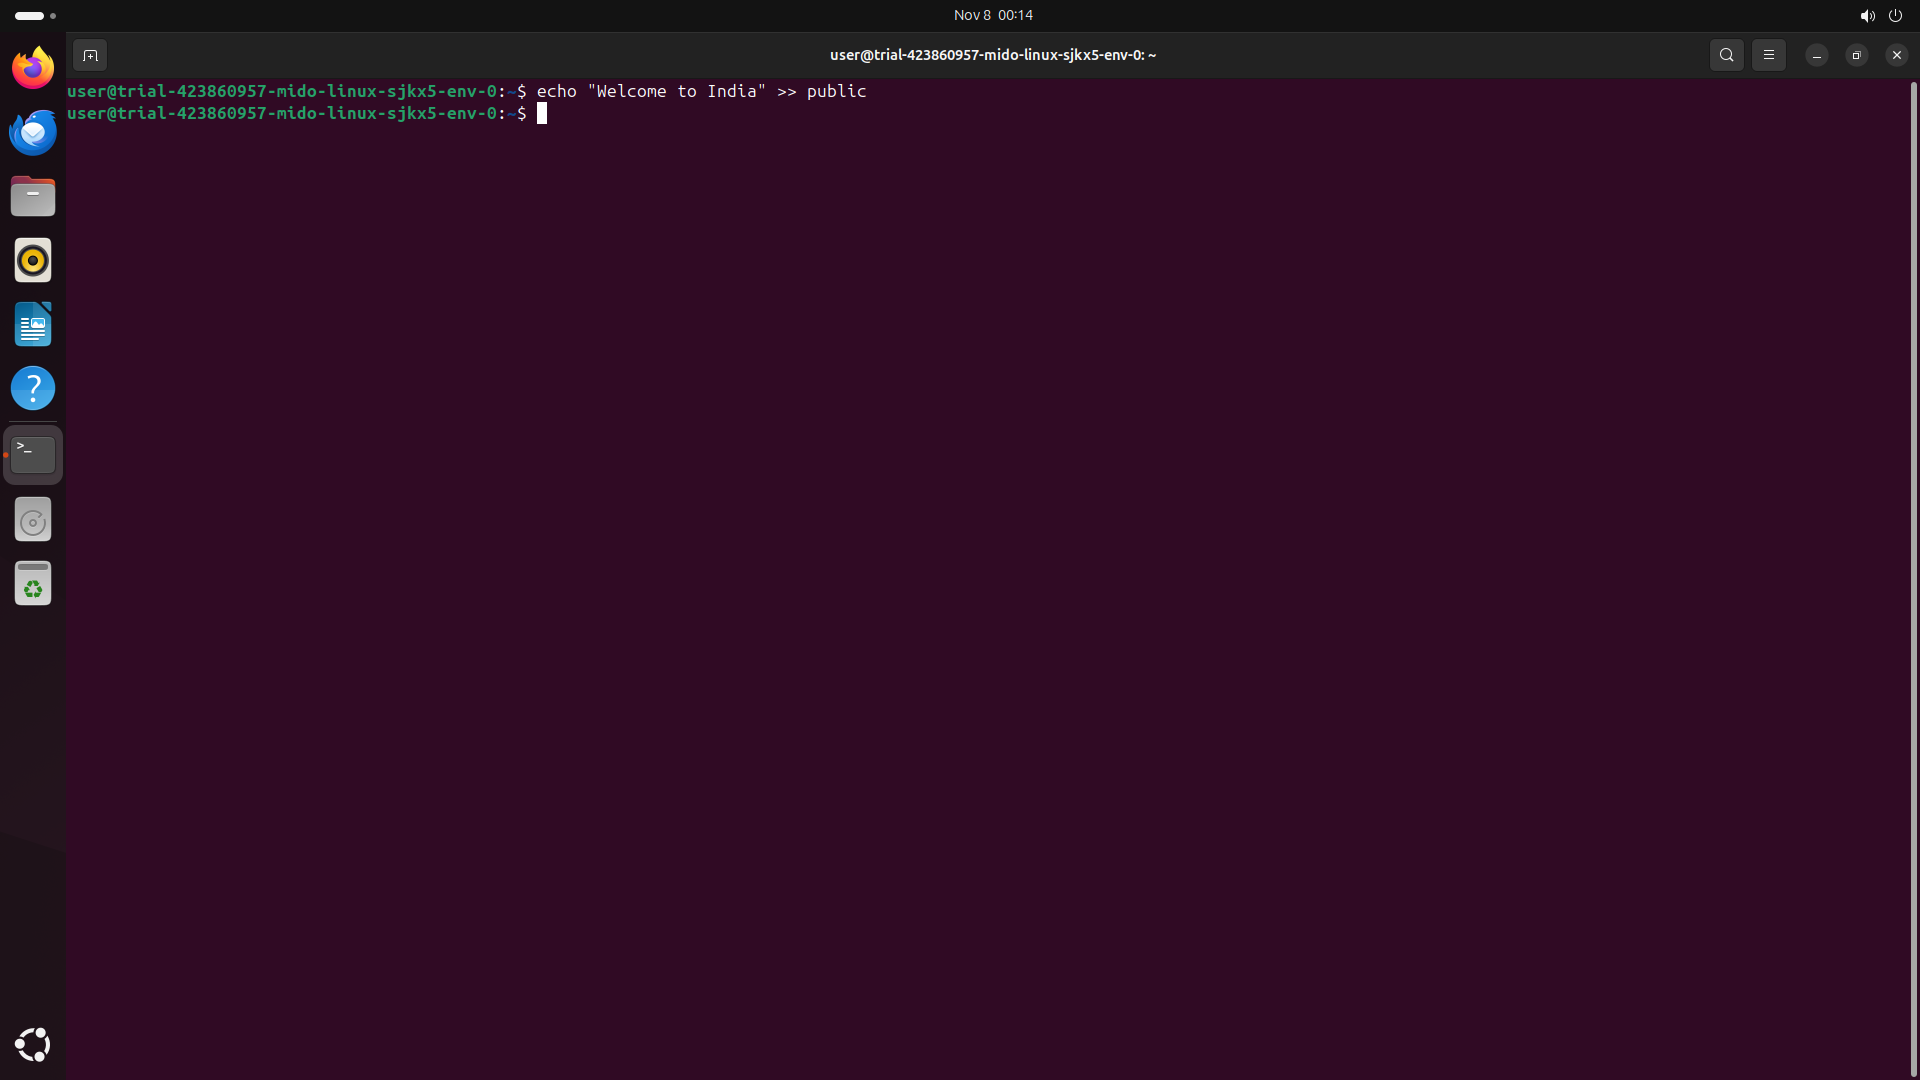 Nov 8 00:14
user@trial-423860957-mido-linux-sjkx5-env-0: ~
user@trial-423860957-mido-linux-sjkx5-env-0:~$ echo "Welcome to India" >> public
user@trial-423860957-mido-linux-sjkx5-env-0:~$